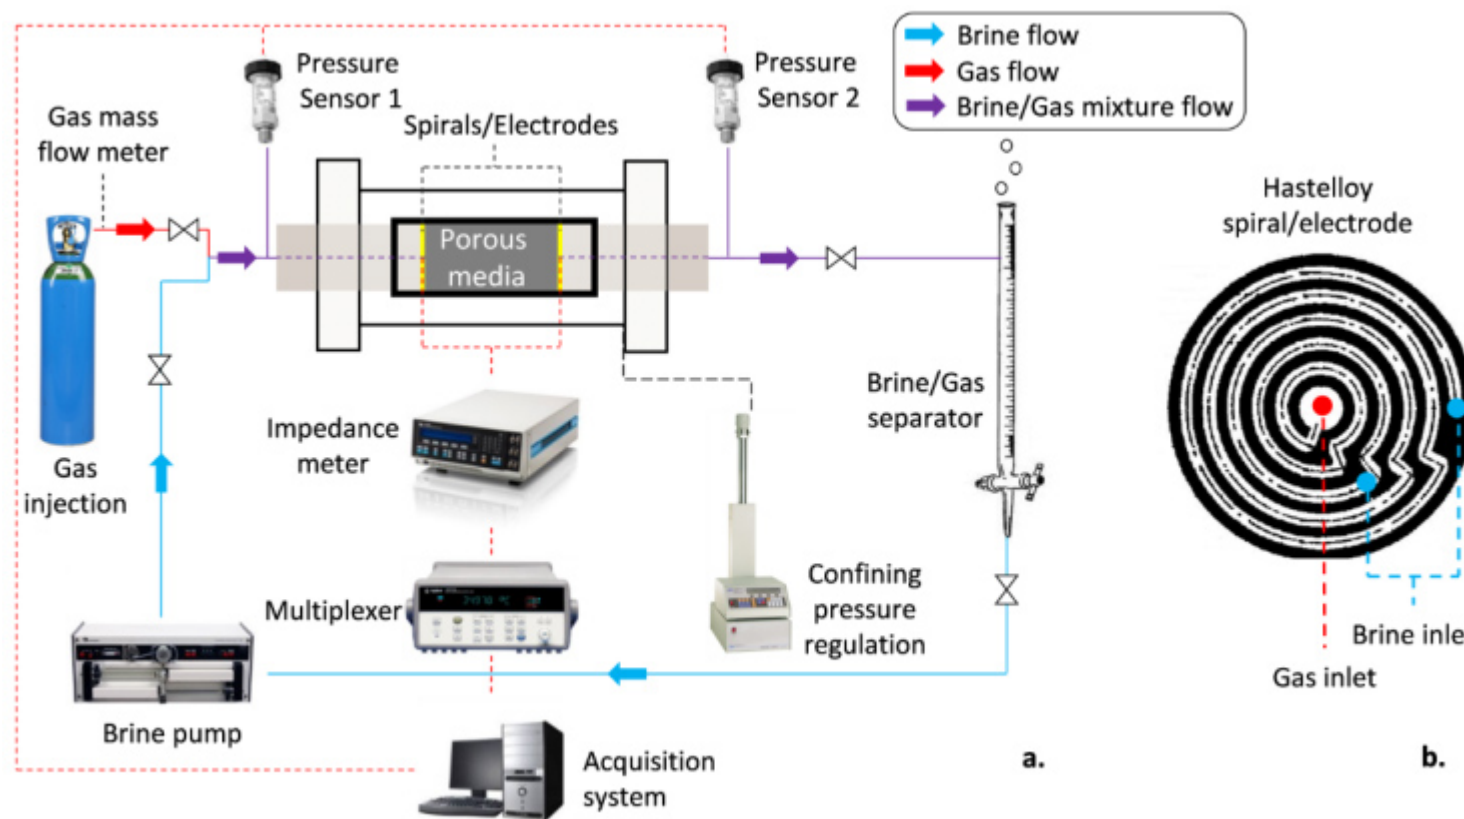 Pressure
Sensor 1
Pressure
Sensor 2
Brine flow
Gas flow
Brine/Gas mixture flow
Gas mass
flow meter
Spirals/Electrodes
Hastelloy
spiral/electrode
Porous
media
Brine/Gas
separator
Impedance
meter
Gas
injection
Multiplexer
Confining
pressure
regulation
Brine inle
Gas inlet
Brine pump
Acquisition
system
a.
b.